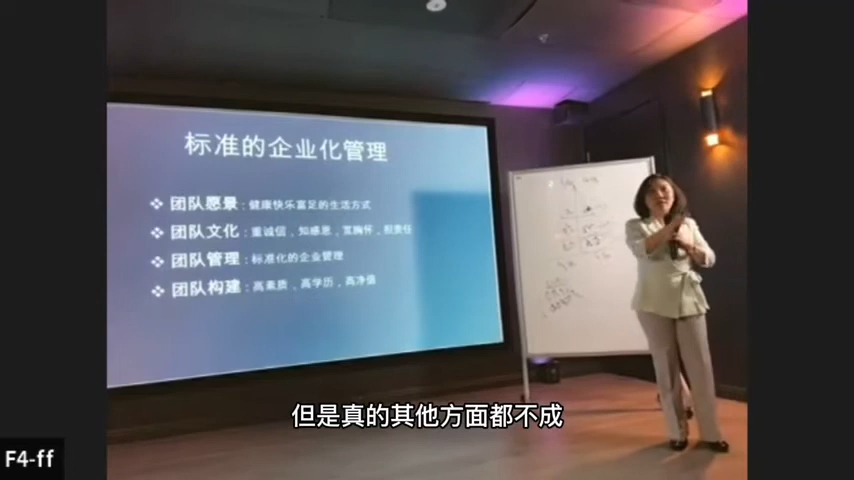 标准的企业化管理
团队愿景：健康快乐富足的生活方式
团队文化：重诚信，知感恩，宽胸怀，担责任
团队管理：标准化的企业管理
团队构建：高素质，高学历，高净值
但是真的其他方面都不成
F4-ff